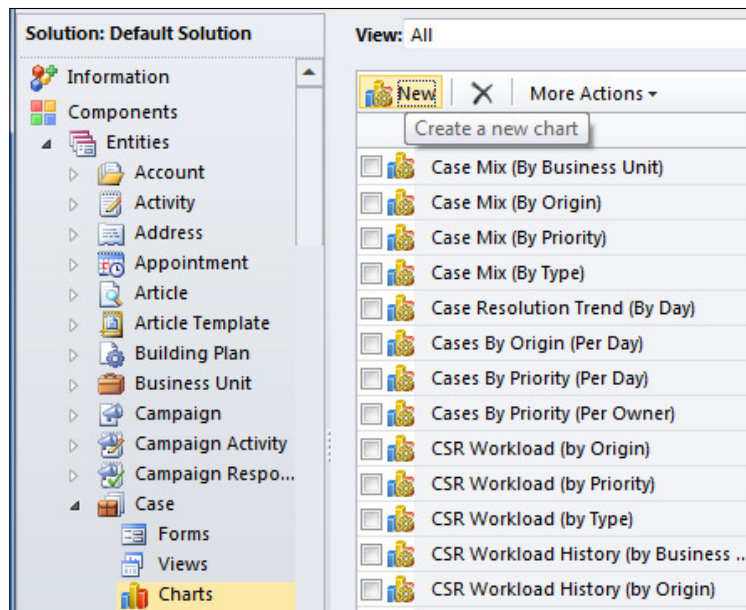 Solution: Default Solution
Information
Components
Entities
Account
Activity
Address
Appointment
Article
Article Template
Building Plan
Business Unit
Campaign
Campaign Activity
Campaign Respo...
Case
Forms
Views
Charts
View: All
New
More Actions
Create a new chart
Case Mix (By Business Unit)
Case Mix (By Origin)
Case Mix (By Priority)
Case Mix (By Type)
Case Resolution Trend (By Day)
Cases By Origin (Per Day)
Cases By Priority (Per Day)
Cases By Priority (Per Owner)
CSR Workload (by Origin)
CSR Workload (by Priority)
CSR Workload (by Type)
CSR Workload History (by Business ...
CSR Workload History (by Origin)